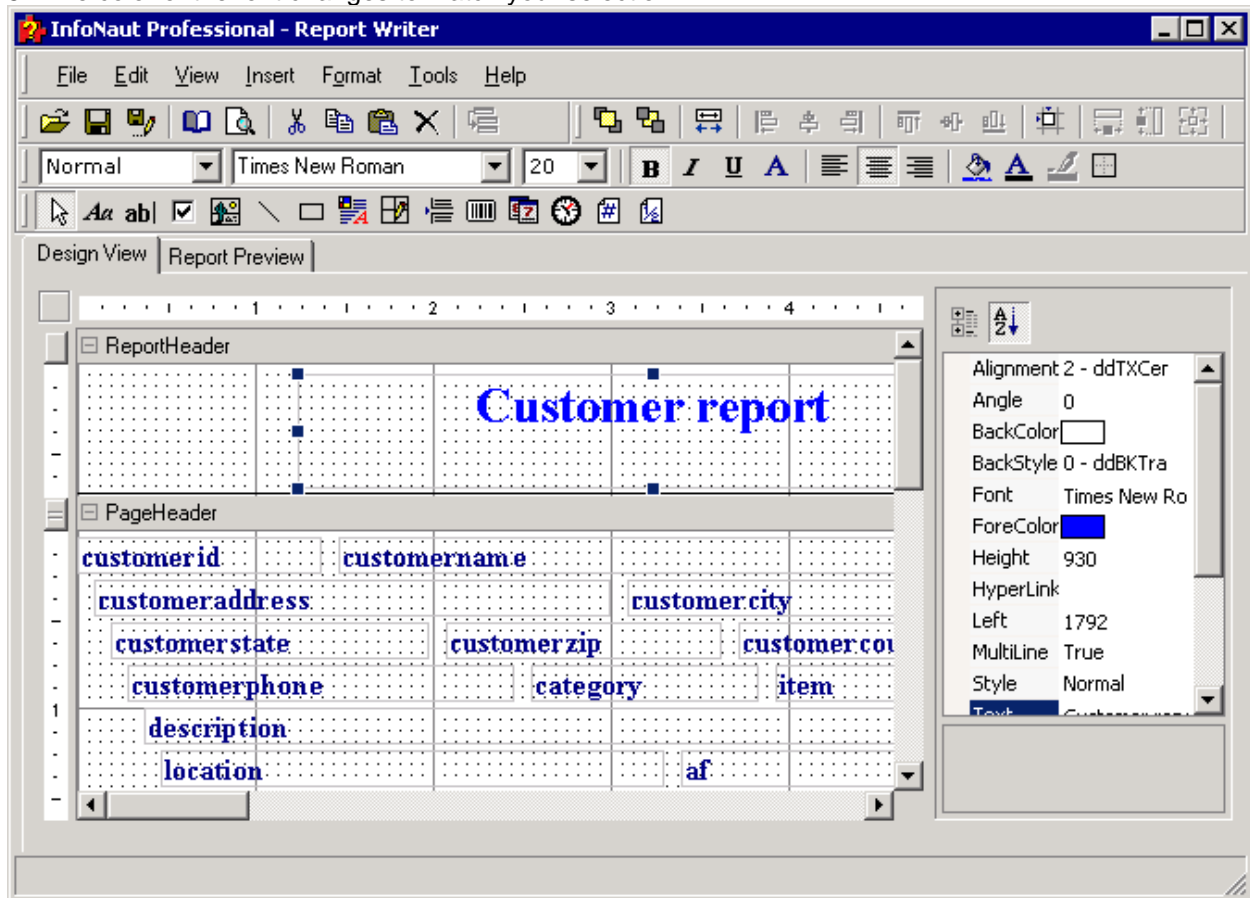 InfoNaut Professional - Report Writer
File Edit View Insert Format Tools Help
Normal Times New Roman 20 B I U A A
Aa ab|
Design View Report Preview
1 2 3 4
ReportHeader
Customer report
PageHeader
customerid customername
customeraddress customercity
customerstate customerzip customercou
customerphone category item
1
description
location af
Alignment 2 - ddTXCer
Angle 0
BackColor
BackStyle 0 - ddBKTra
Font Times New Ro
ForeColor
Height 930
HyperLink
Left 1792
MultiLine True
Style Normal
Text